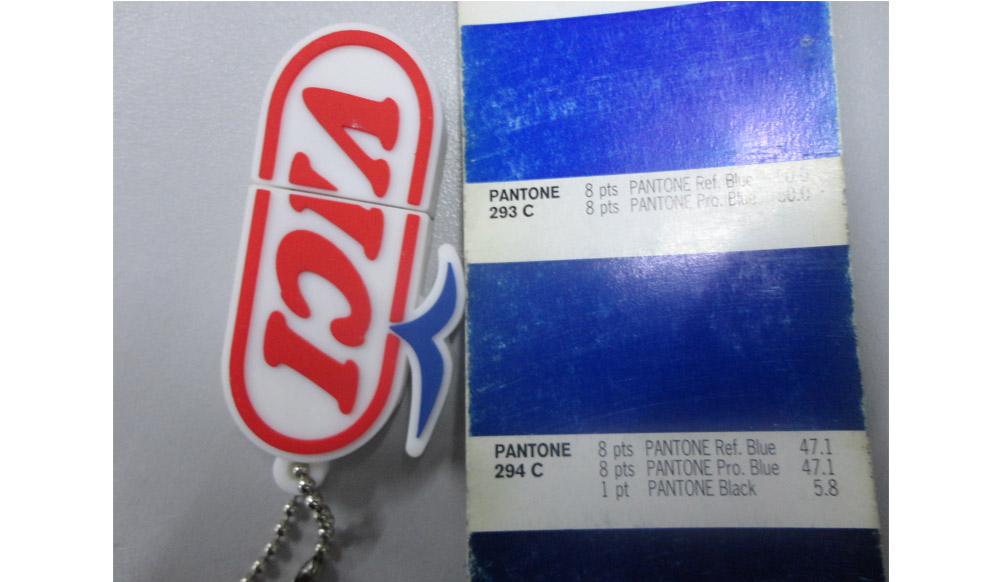 VICI
PANTONE 8 pts PANTONE Ref. Blue
293 C 8 pts PANTONE Pro. Blue
PANTONE 8 pts PANTONE Ref. Blue 47.1
294 C 8 pts PANTONE Pro. Blue 47.1
1 pt PANTONE Black 5.8